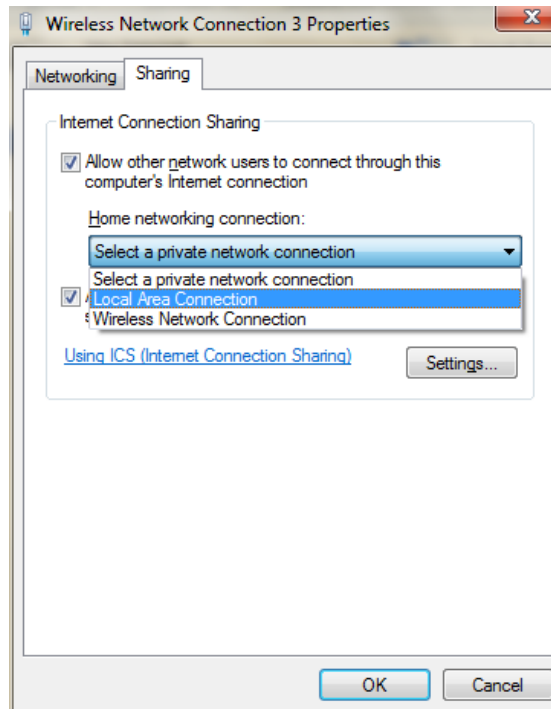 Wireless Network Connection 3 Properties
Networking
Sharing
Internet Connection Sharing
Allow other network users to connect through this
computer's Internet connection
Home networking connection:
Select a private network connection
Select a private network connection
Local Area Connection
Wireless Network Connection
Using ICS (Internet Connection Sharing)
Settings...
OK
Cancel